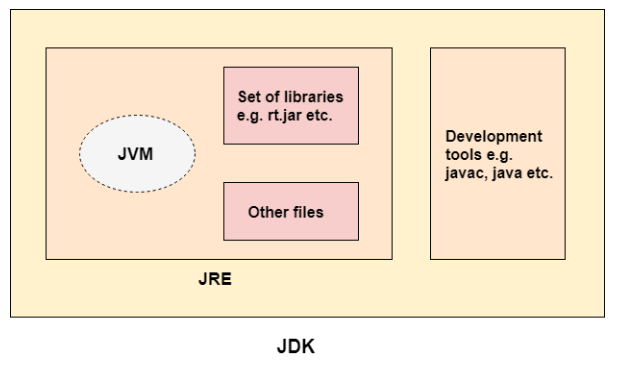 Set of libraries
e.g. rt.jar etc.
JVM
Other files
Development
tools e.g.
javac, java etc.
JRE
JDK